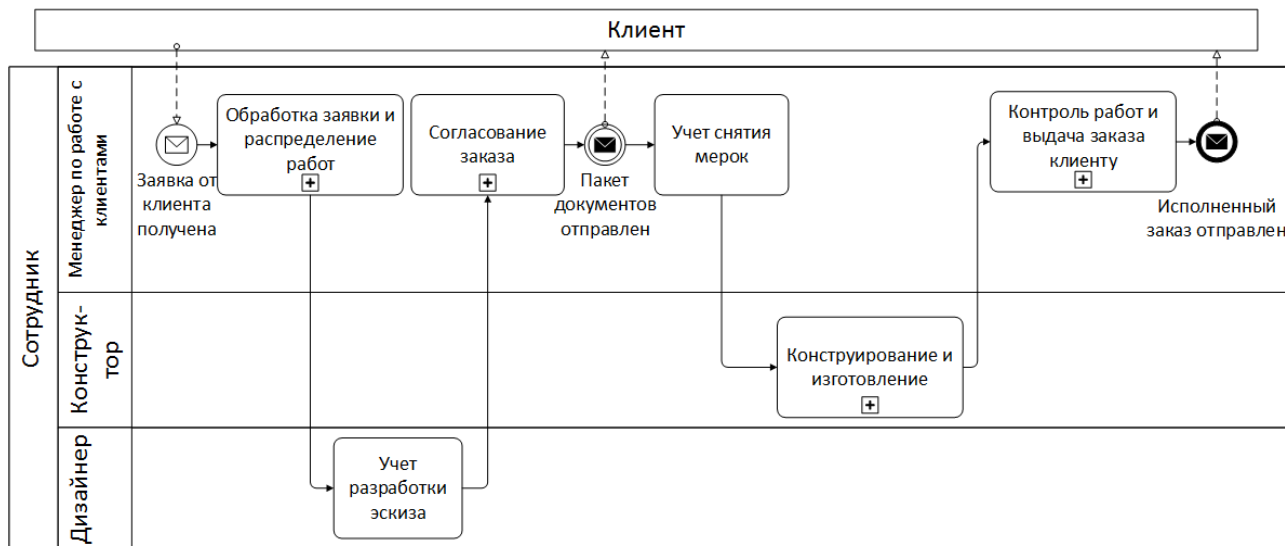 Клиент
Сотрудник
Менеджер по работе с
клиентами
Заявка от
клиента
получена
Обработка заявки и
распределение
работ
Согласование
заказа
Пакет
документов
отправлен
Учет снятия
мерок
Контроль работ и
выдача заказа
клиенту
Исполненный
заказ отправлен
Конструк-
тор
Конструирование и
изготовление
Дизайнер
Учет
разработки
эскиза